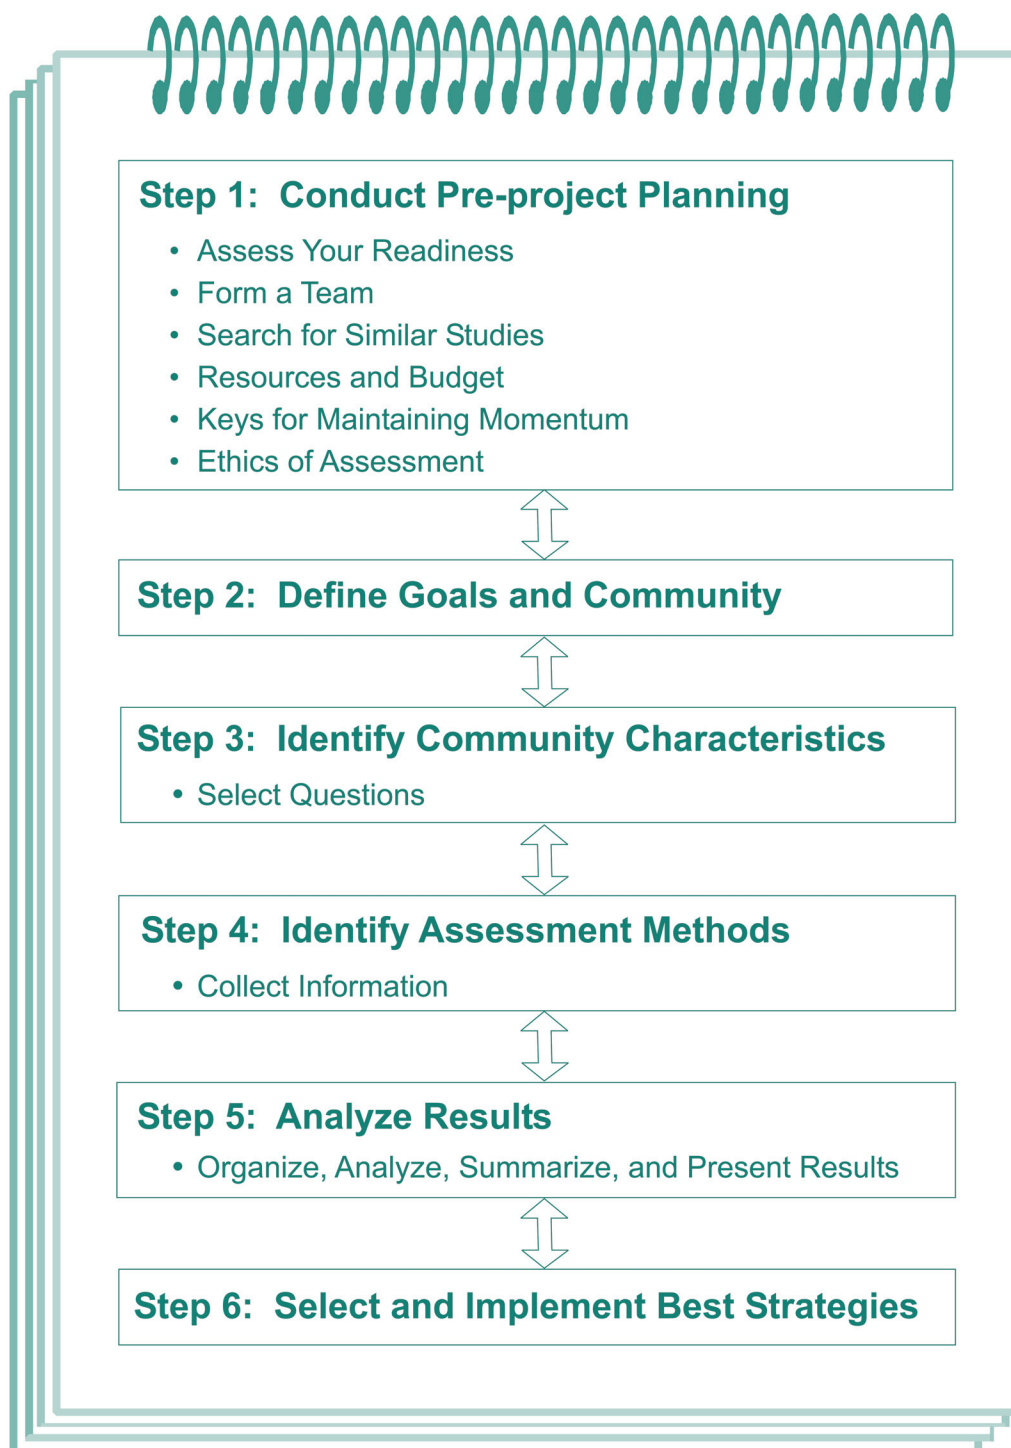 Step 1:  Conduct Pre-project Planning
• Assess Your Readiness
• Form a Team
• Search for Similar Studies
• Resources and Budget
• Keys for Maintaining Momentum
• Ethics of Assessment
Step 2:  Define Goals and Community
Step 3:  Identify Community Characteristics
• Select Questions
Step 4:  Identify Assessment Methods
• Collect Information
Step 5:  Analyze Results
• Organize, Analyze, Summarize, and Present Results
Step 6:  Select and Implement Best Strategies